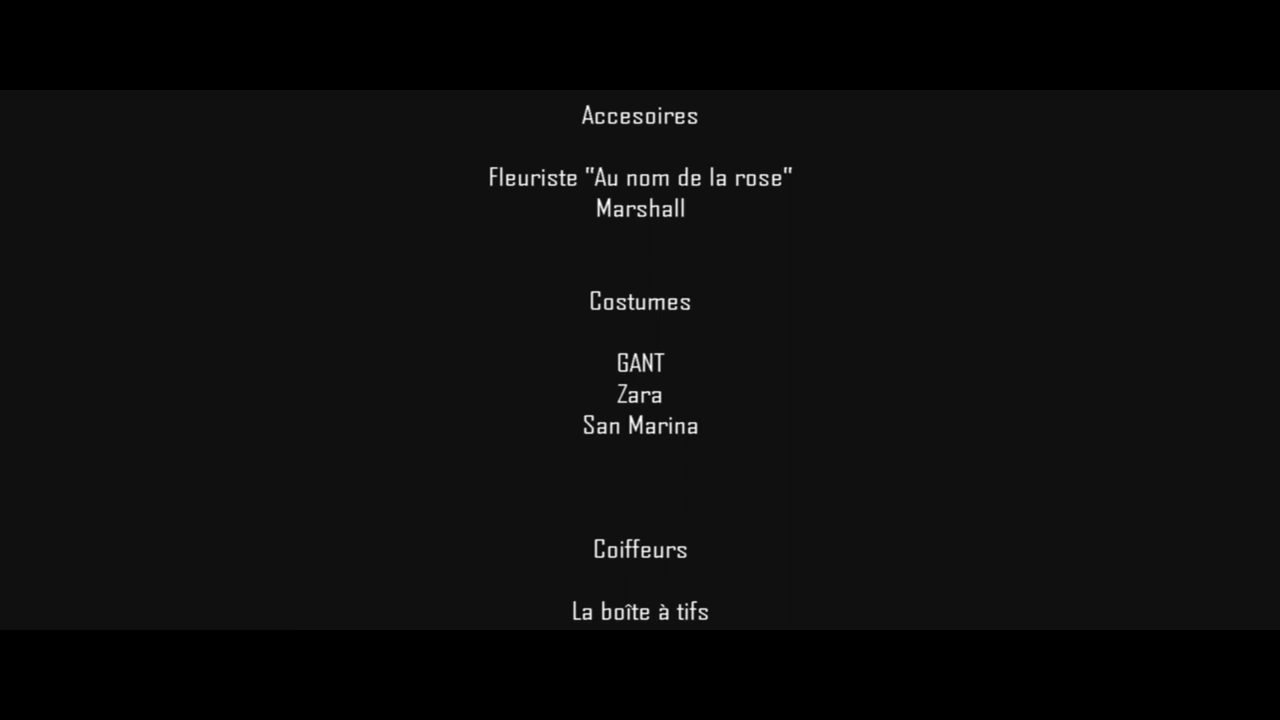 Accesoires
Fleuriste "Au nom de la rose"
Marshall
Costumes
GANT
Zara
San Marina
Coiffeurs
La boîte à tifs